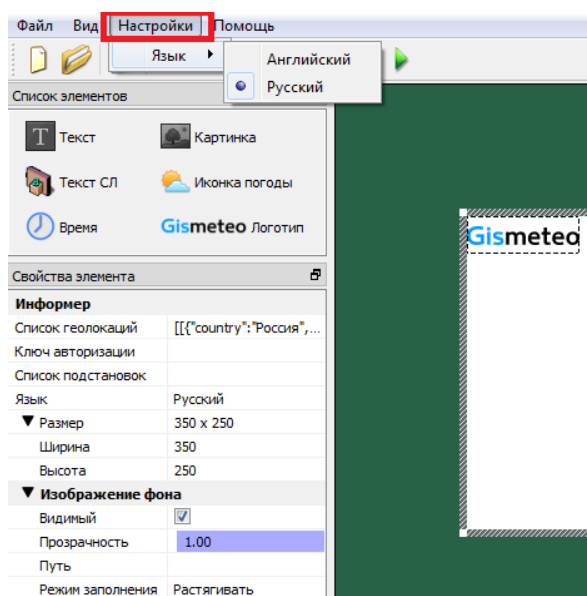 Файл Вид Настройки Помощь
Язык
Английский
Русский
Список элементов
T Текст Картинка
Текст СЛ Иконка погоды
Время Gismeteo Логотип
Gismeteo
Свойства элемента
Информер
Список геолокаций [[{"country":"Россия",...
Ключ авторизации
Список подстановок
Язык Русский
Размер 350 x 250
Ширина 350
Высота 250
Изображение фона
Видимый
Прозрачность 1.00
Путь
Режим заполнения Растягивать